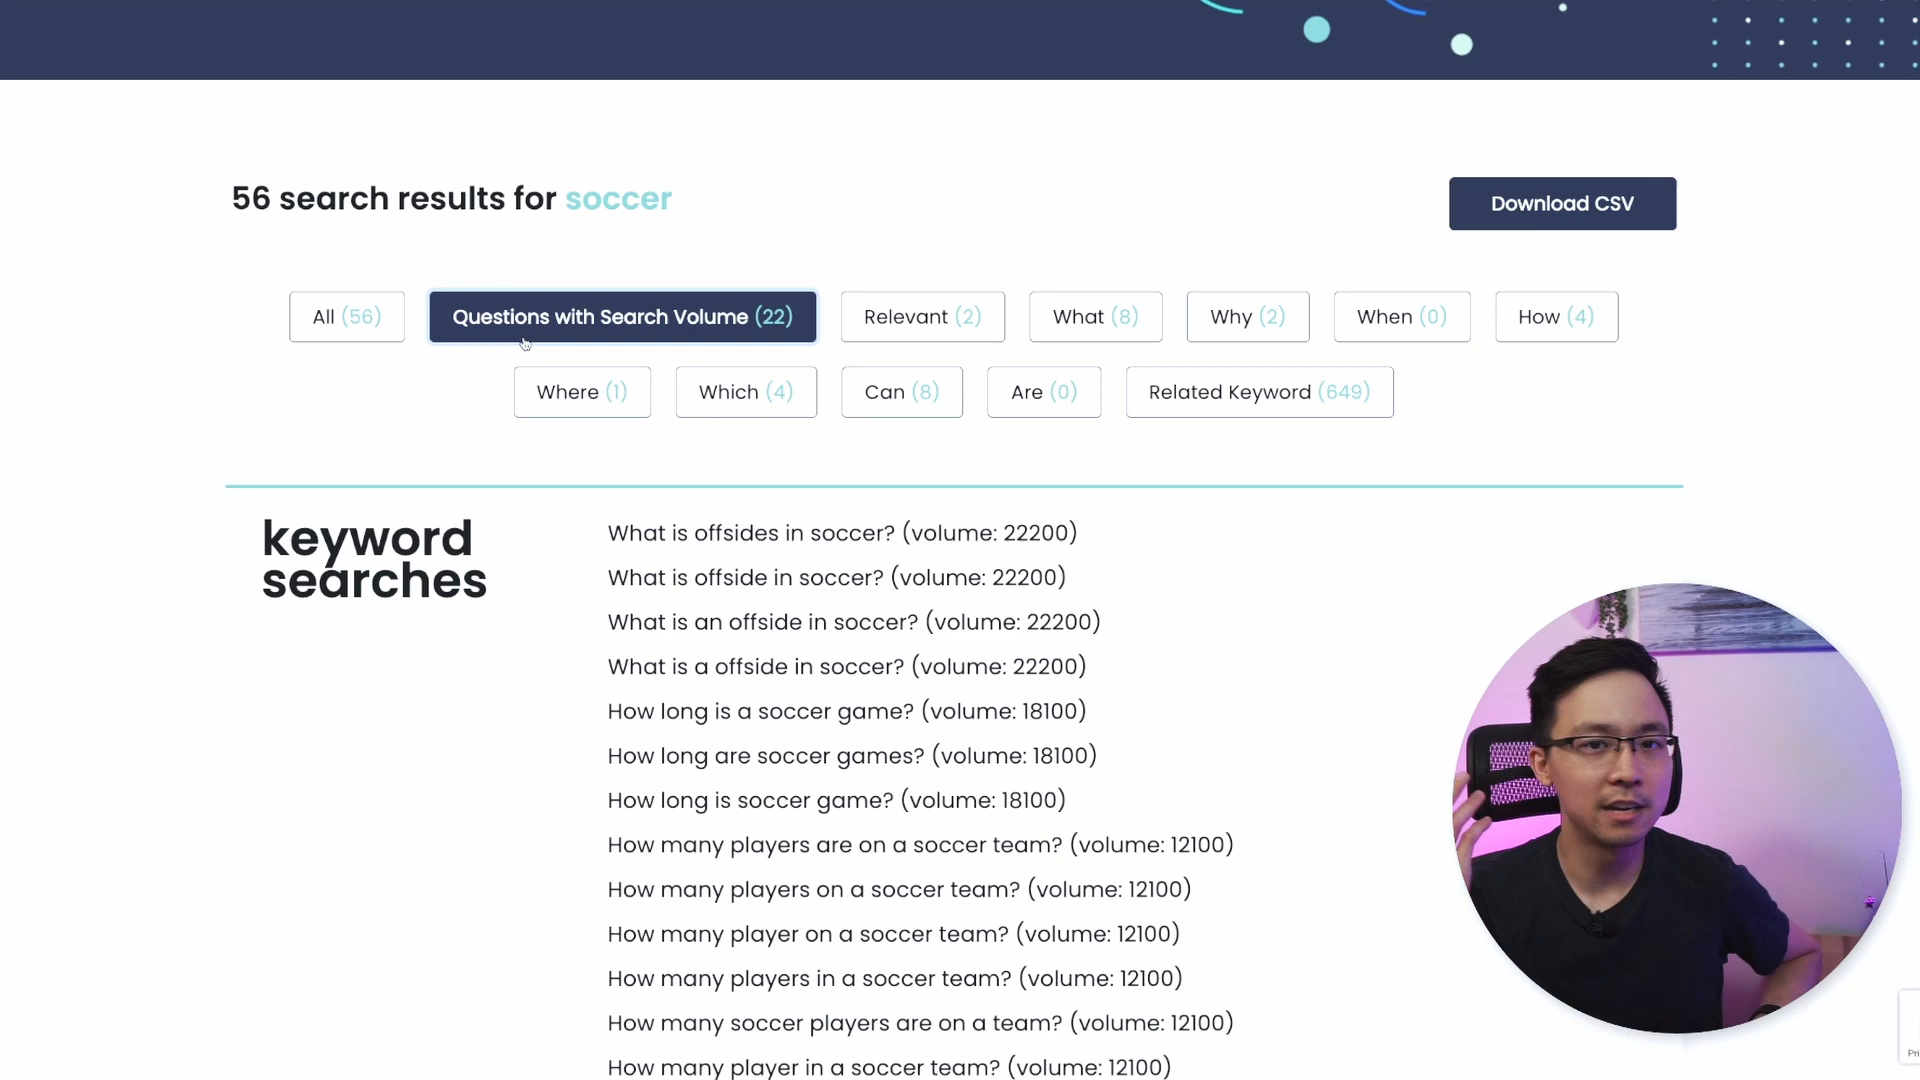 56 search results for soccer
Download CSV
All (56)
Questions with Search Volume (22)
Relevant (2)
What (8)
Why (2)
When (0)
How (4)
Where (1)
Which (4)
Can (8)
Are (0)
Related Keyword (649)
keyword
searches
What is offsides in soccer? (volume: 22200)
What is offside in soccer? (volume: 22200)
What is an offside in soccer? (volume: 22200)
What is a offside in soccer? (volume: 22200)
How long is a soccer game? (volume: 18100)
How long are soccer games? (volume: 18100)
How long is soccer game? (volume: 18100)
How many players are on a soccer team? (volume: 12100)
How many players on a soccer team? (volume: 12100)
How many player on a soccer team? (volume: 12100)
How many players in a soccer team? (volume: 12100)
How many soccer players are on a team? (volume: 12100)
How many player in a soccer team? (volume: 12100)